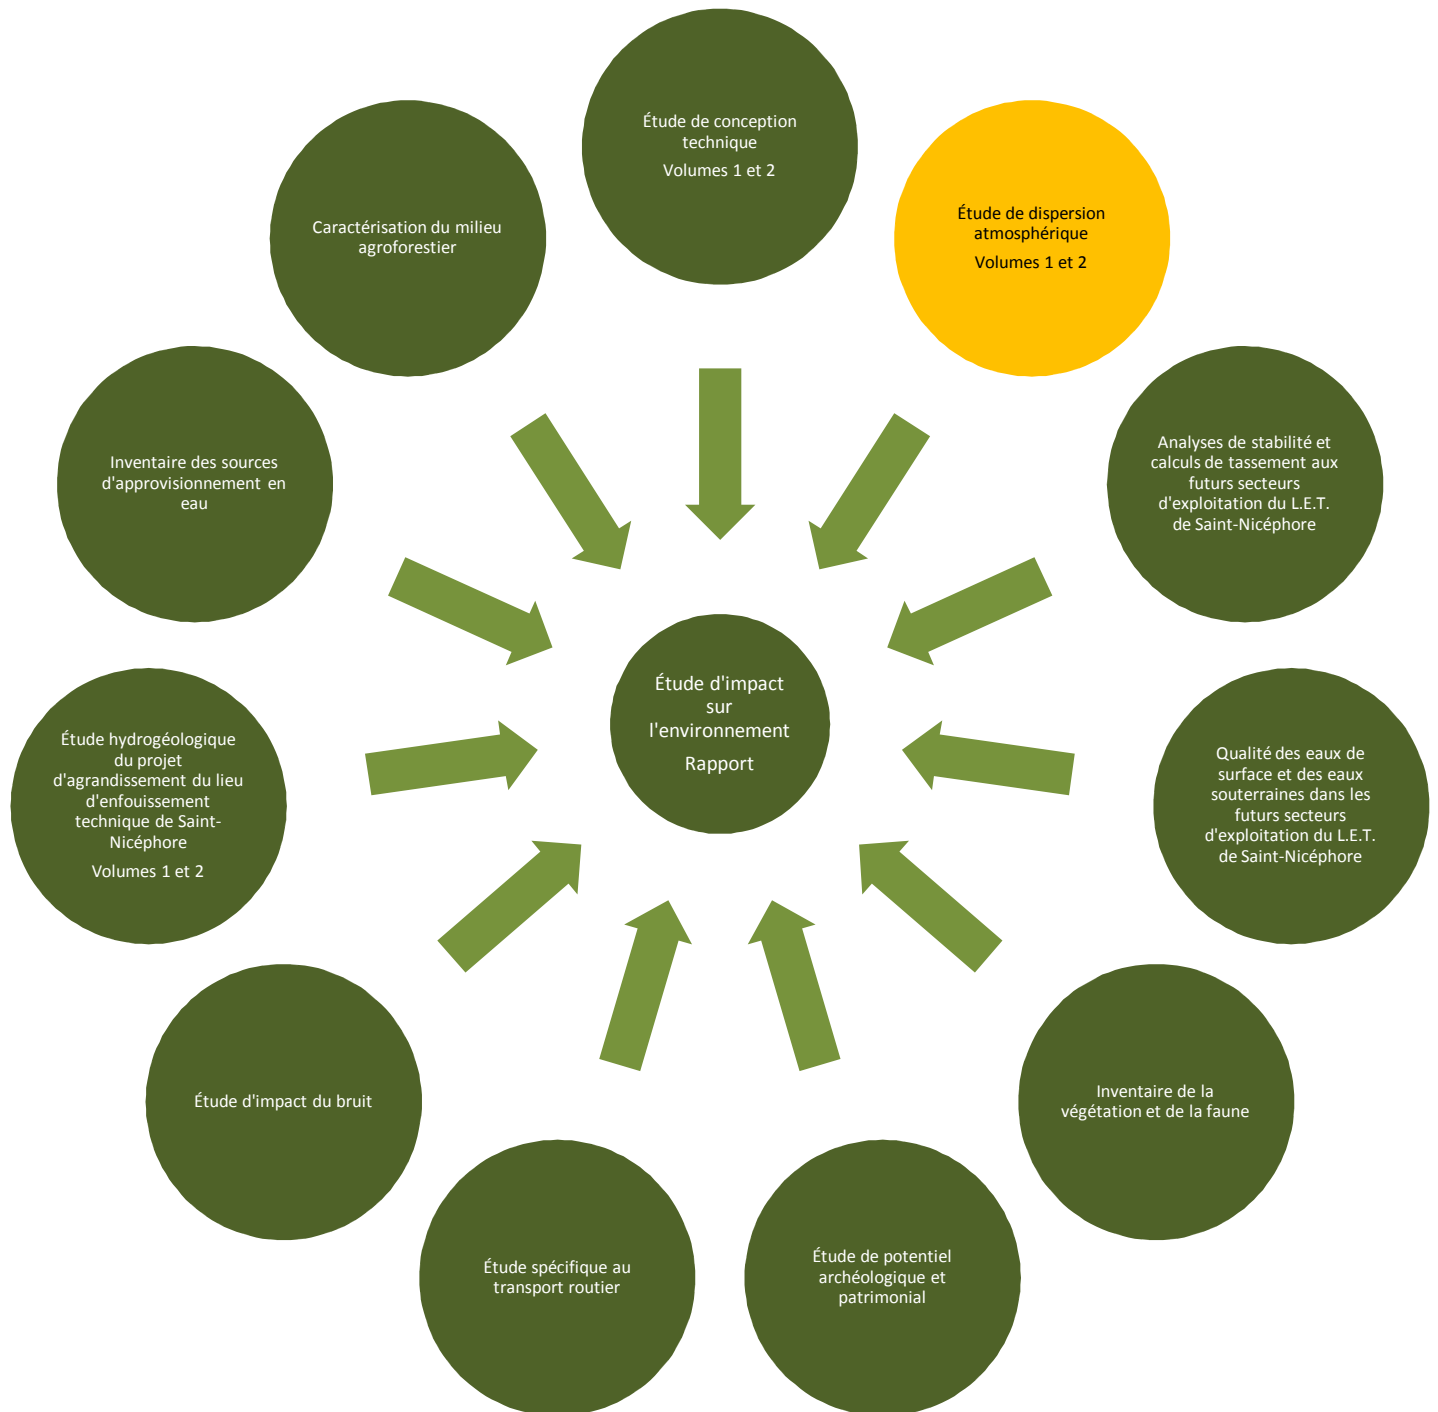 Étude de conception
technique
Volumes 1 et 2
Étude de dispersion
atmosphérique
Volumes 1 et 2
Analyses de stabilité et
calculs de tassement aux
futurs secteurs
d'exploitation du L.E.T.
de Saint-Nicéphore
Qualité des eaux de
surface et des eaux
souterraines dans les
futurs secteurs
d'exploitation du L.E.T.
de Saint-Nicéphore
Inventaire de la
végétation et de la faune
Étude de potentiel
archéologique et
patrimonial
Étude spécifique au
transport routier
Étude d'impact du bruit
Étude hydrogéologique
du projet
d'agrandissement du lieu
d'enfouissement
technique de Saint-
Nicéphore
Volumes 1 et 2
Inventaire des sources
d'approvisionnement en
eau
Caractérisation du milieu
agroforestier
Étude d'impact
sur
l'environnement
Rapport